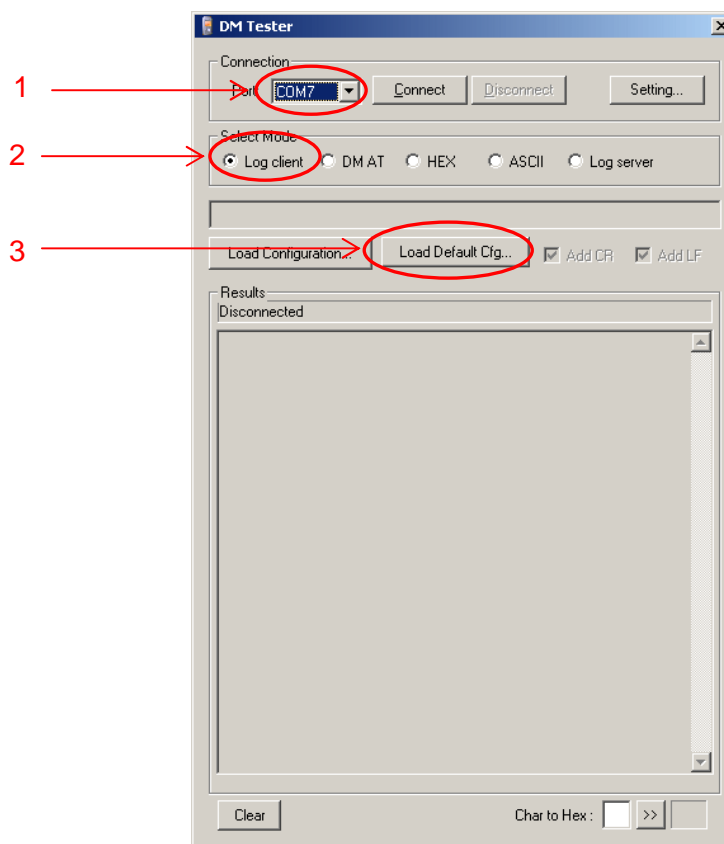 DM Tester
Connection
1
Port
COM7
Connect
Disconnect
Setting...
Select Mode
2
Log client
DM AT
HEX
ASCII
Log server
3
Load Configuration...
Load Default Cfg...
Add CR
Add LF
Results
Disconnected
Clear
Char to Hex :
>>